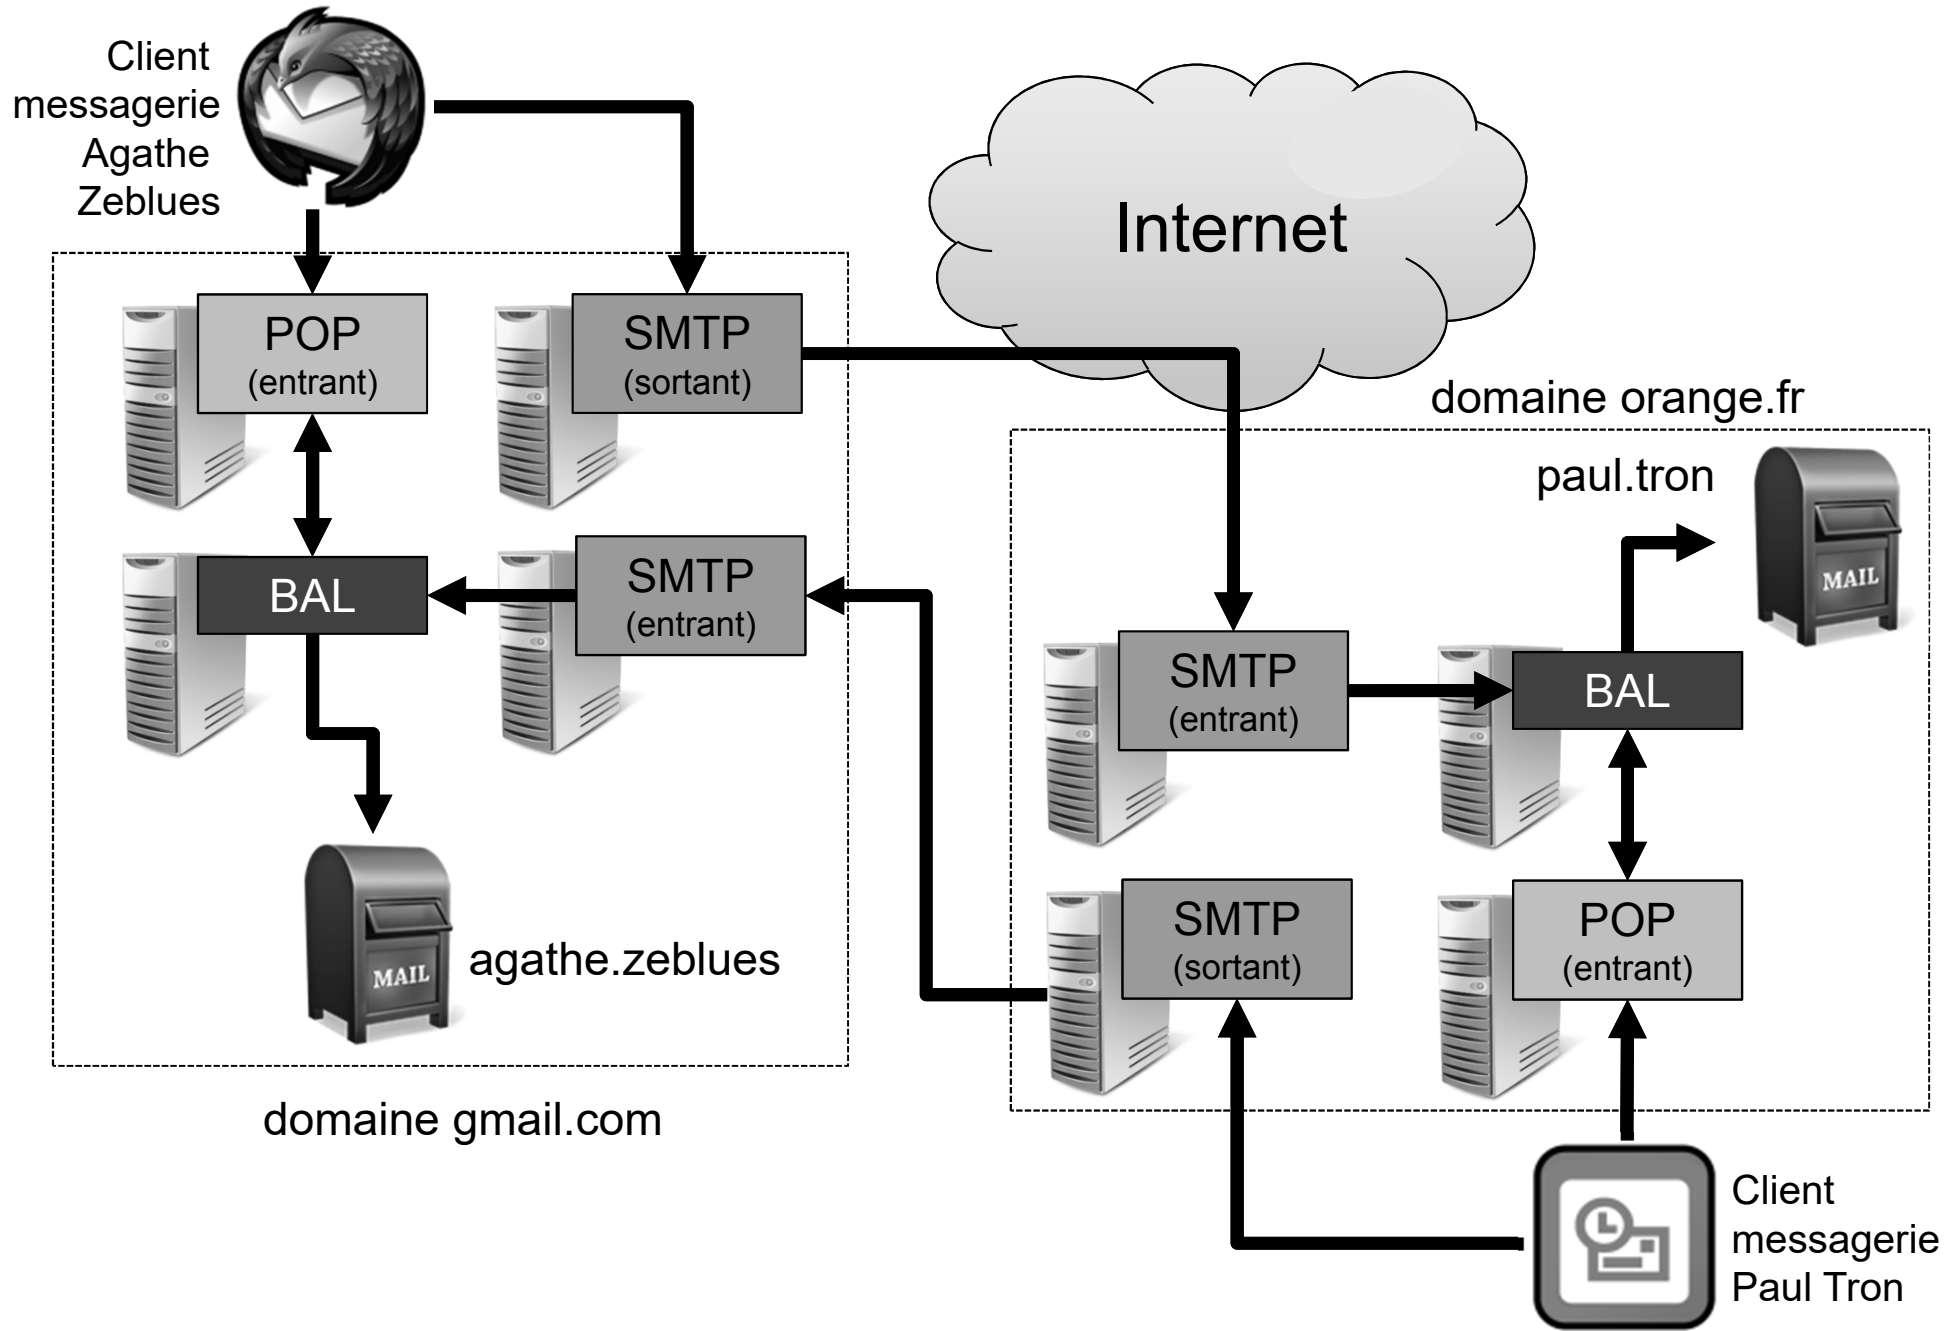 Client
messagerie
Agathe
Zeblues
Internet
POP
(entrant)
SMTP
(sortant)
domaine orange.fr
paul.tron
MAIL
BAL
SMTP
(entrant)
SMTP
(entrant)
BAL
MAIL
agathe.zeblues
SMTP
(sortant)
POP
(entrant)
domaine gmail.com
Client
messagerie
Paul Tron